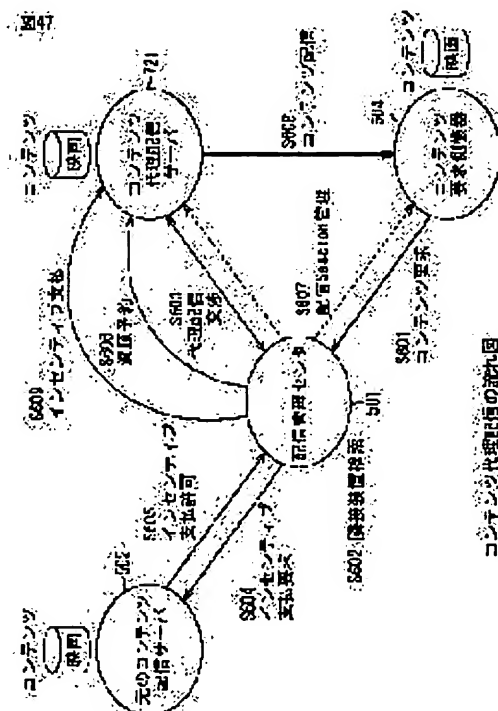 図47
コンテンツ
映画
コンテンツ
代理配信
サーバ
~721
S609
インセンティブ支払
S606
資源予約
S603
代理配信
交渉
S608
コンテンツ配信
コンテンツ
映画
504
コンテンツ
要求側機器
S607
配信session管理
S601
コンテンツ要求
配信管理センタ
501
S602 隣接装置検索
S605
インセンティブ
支払許可
S604
インセンティブ
支払要求
コンテンツ
映画
元のコンテンツ
配信サーバ
コンテンツ代理配信の流れ図